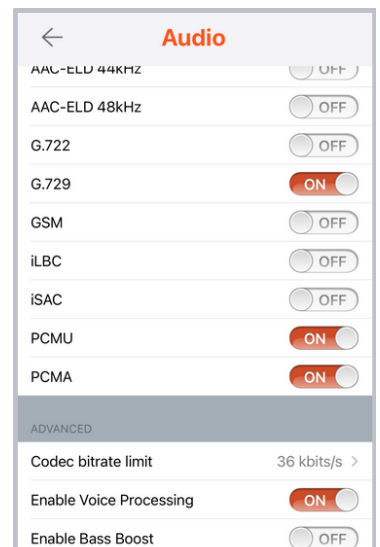 Audio
AAC-ELD 44kHz OFF
AAC-ELD 48kHz OFF
G.722 OFF
G.729 ON
GSM OFF
iLBC OFF
iSAC OFF
PCMU ON
PCMA ON
ADVANCED
Codec bitrate limit 36 kbits/s >
Enable Voice Processing ON
Enable Bass Boost OFF